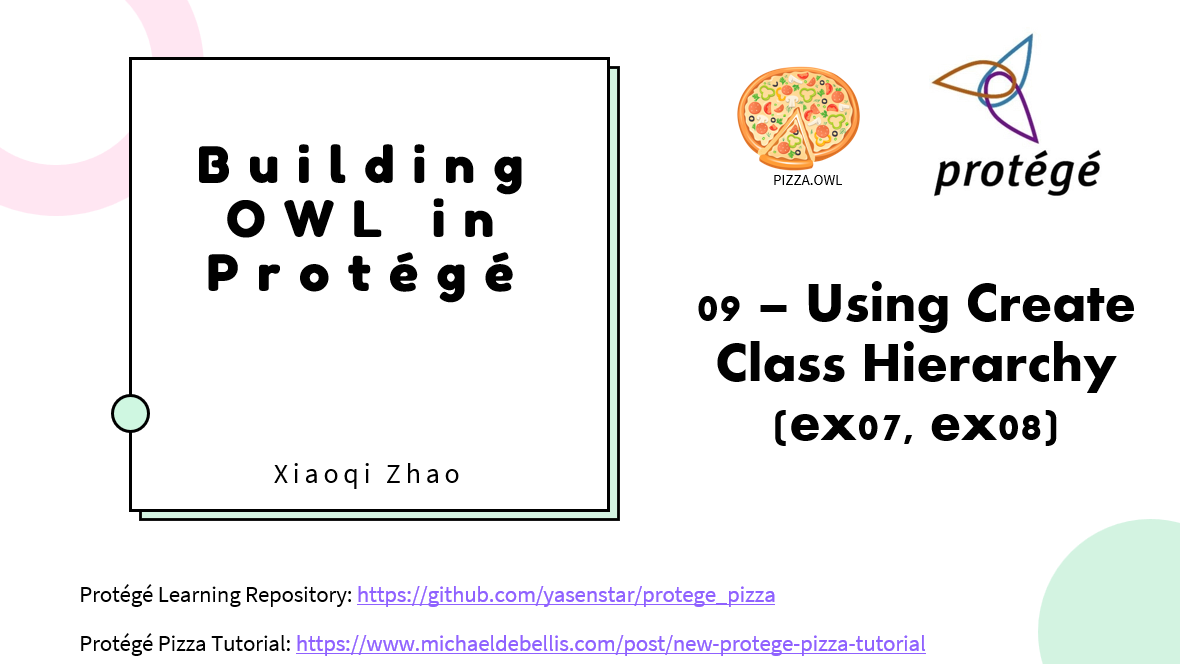 Building
OWL in
Protégé
Xiaoqi Zhao
PIZZA.OWL
protégé
09 – Using Create
Class Hierarchy
(ex07, ex08)
Protégé Learning Repository: https://github.com/yasenstar/protege_pizza
Protégé Pizza Tutorial: https://www.michaeldebellis.com/post/new-protege-pizza-tutorial